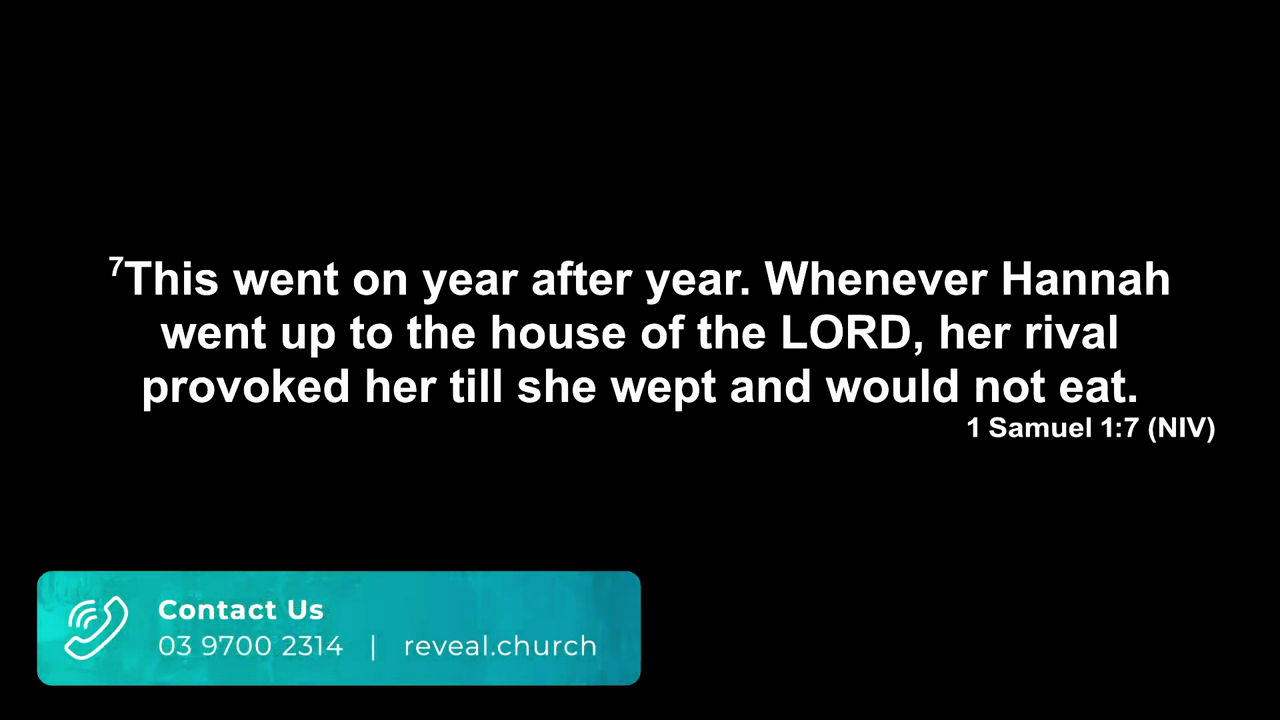 ⁷This went on year after year. Whenever Hannah
went up to the house of the LORD, her rival
provoked her till she wept and would not eat.
1 Samuel 1:7 (NIV)
Contact Us
03 9700 2314 | reveal.church